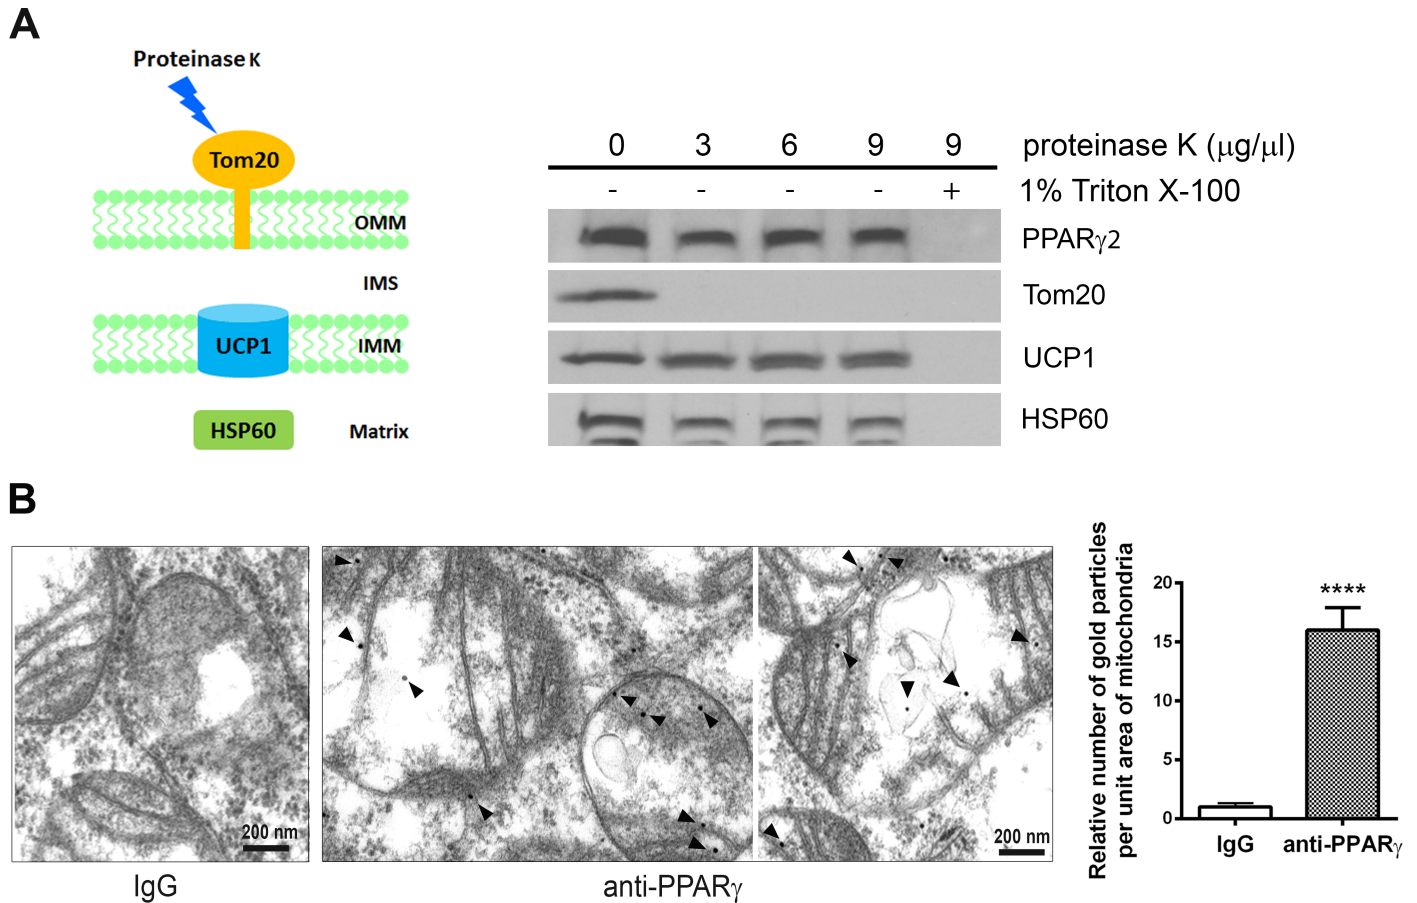 A
Proteinase K
Tom20
OMM
IMS
UCP1
IMM
HSP60
Matrix
0 3 6 9 9 proteinase K (μg/μl)
- - - - + 1% Triton X-100
PPARγ2
Tom20
UCP1
HSP60
B
200 nm
IgG
200 nm
anti-PPARγ
Relative number of gold particles
per unit area of mitochondria
20
15
10
5
0
****
IgG
anti-PPARγ